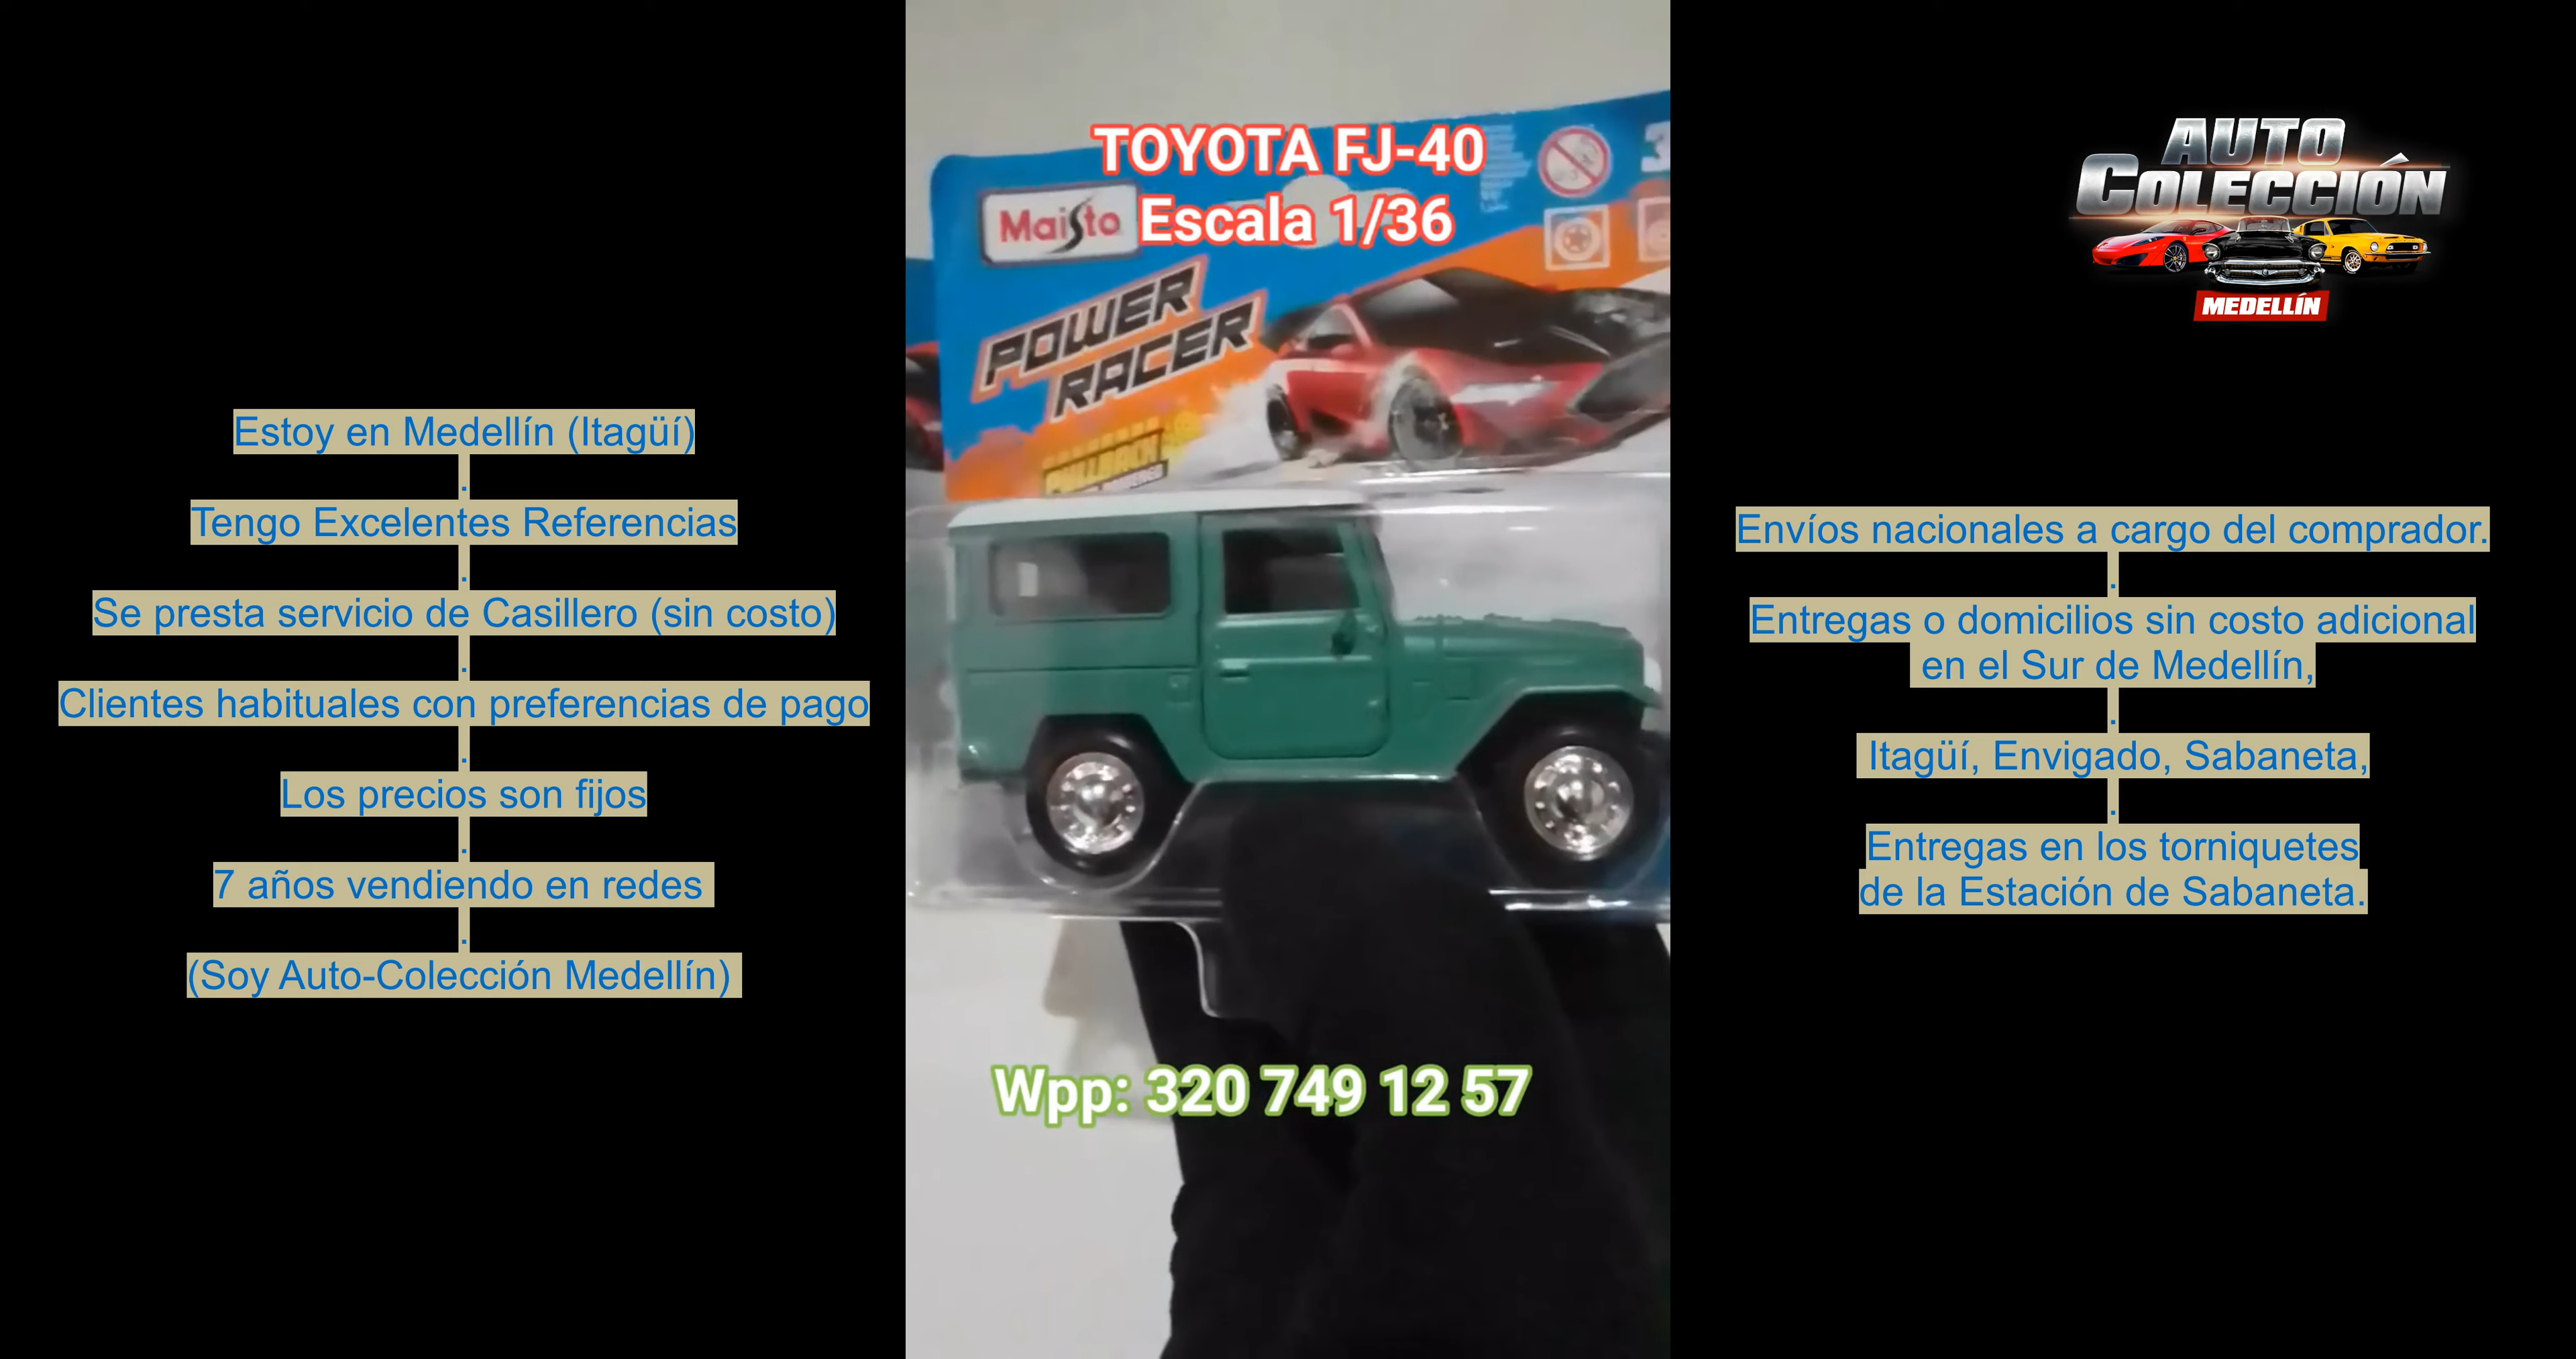 Estoy en Medellín (Itagüí)
.
Tengo Excelentes Referencias
.
Se presta servicio de Casillero (sin costo)
.
Clientes habituales con preferencias de pago
.
Los precios son fijos
.
7 años vendiendo en redes
.
(Soy Auto-Colección Medellín)
TOYOTA FJ-40
Escala 1/36
Maisto
POWER
RACER
PULLBACK
Wpp: 320 749 12 57
AUTO
COLECCIÓN
MEDELLÍN
Envíos nacionales a cargo del comprador.
.
Entregas o domicilios sin costo adicional
en el Sur de Medellín,
.
Itagüí, Envigado, Sabaneta,
.
Entregas en los torniquetes
de la Estación de Sabaneta.